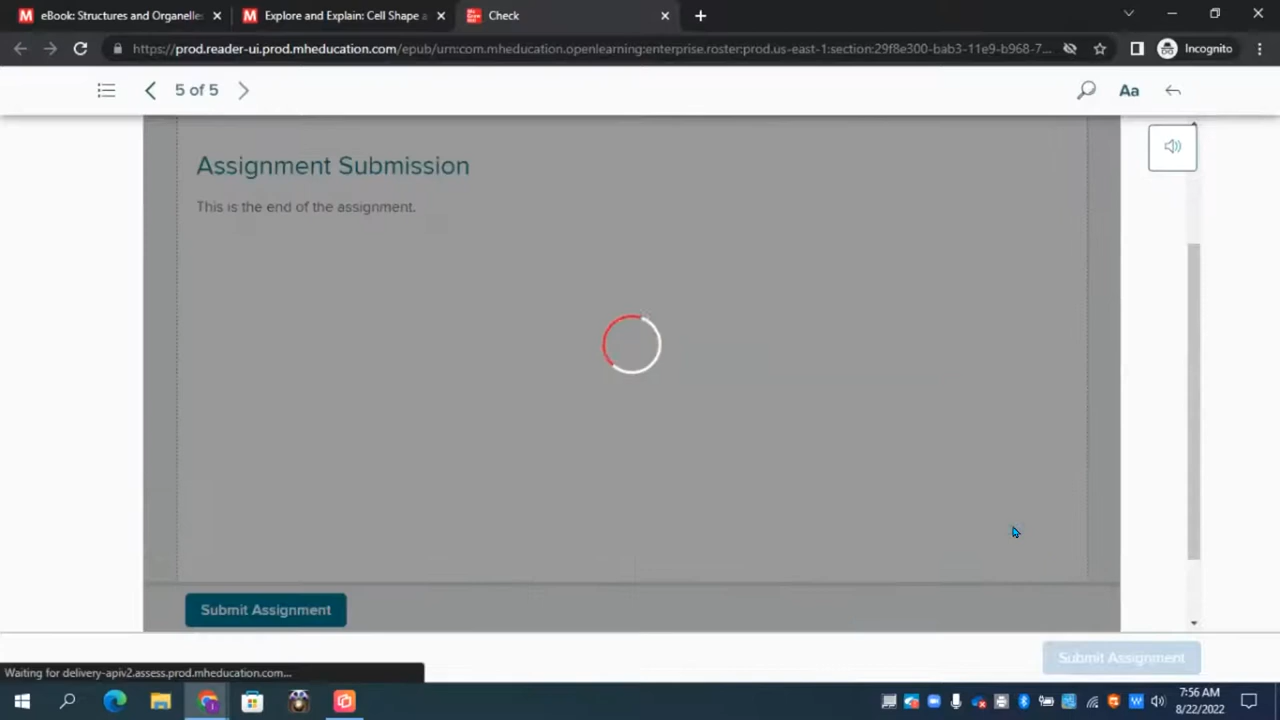 eBook: Structures and Organelle
Explore and Explain: Cell Shape a
Check
https://prod.reader-ui.prod.mheducation.com/epub/urn:com.mheducation.openlearning:enterprise.roster:prod.us-east-1:section:29f8e300-bab3-11e9-b968-7...
Incognito
5 of 5
Aa
Assignment Submission
This is the end of the assignment.
Submit Assignment
Submit Assignment
Waiting for delivery-apiv2.assess.prod.mheducation.com...
7:56 AM
8/22/2022